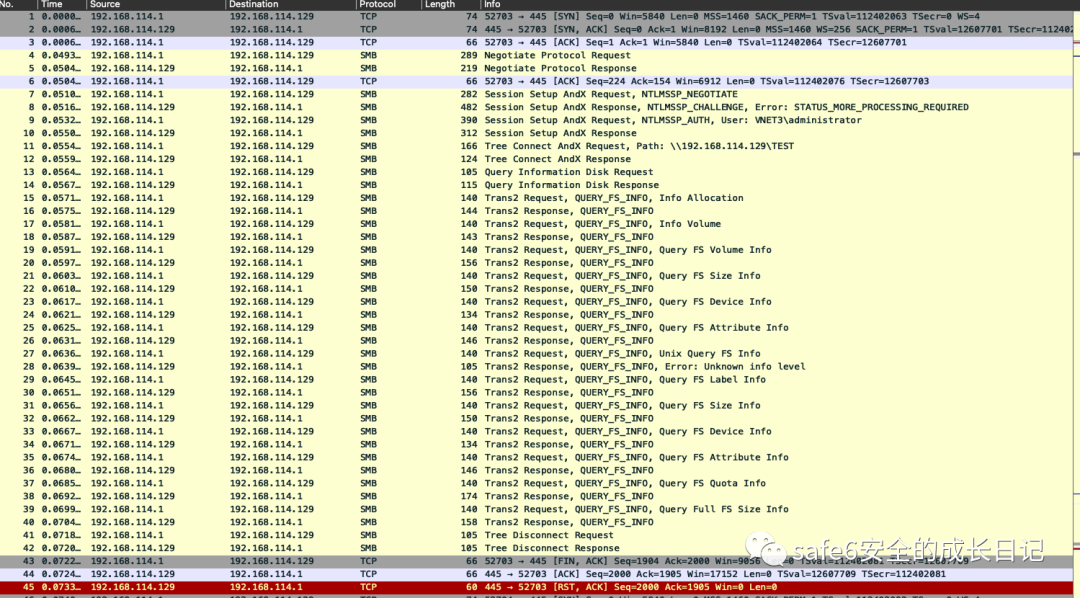 No. Time Source Destination Protocol Length Info
1 0.0000… 192.168.114.1 192.168.114.129 TCP 74 52703 → 445 [SYN] Seq=0 Win=5840 Len=0 MSS=1460 SACK_PERM=1 TSval=112402063 TSecr=0 WS=4
2 0.0006… 192.168.114.129 192.168.114.1 TCP 74 445 → 52703 [SYN, ACK] Seq=0 Ack=1 Win=8192 Len=0 MSS=1460 WS=256 SACK_PERM=1 TSval=12607701 TSecr=11240
3 0.0006… 192.168.114.1 192.168.114.129 TCP 66 52703 → 445 [ACK] Seq=1 Ack=1 Win=5840 Len=0 TSval=112402064 TSecr=12607701
4 0.0493… 192.168.114.1 192.168.114.129 SMB 289 Negotiate Protocol Request
5 0.0504… 192.168.114.129 192.168.114.1 SMB 219 Negotiate Protocol Response
6 0.0504… 192.168.114.1 192.168.114.129 TCP 66 52703 → 445 [ACK] Seq=224 Ack=154 Win=6912 Len=0 TSval=112402076 TSecr=12607703
7 0.0510… 192.168.114.1 192.168.114.129 SMB 282 Session Setup AndX Request, NTLMSSP_NEGOTIATE
8 0.0516… 192.168.114.129 192.168.114.1 SMB 482 Session Setup AndX Response, NTLMSSP_CHALLENGE, Error: STATUS_MORE_PROCESSING_REQUIRED
9 0.0532… 192.168.114.1 192.168.114.129 SMB 390 Session Setup AndX Request, NTLMSSP_AUTH, User: VNET3\administrator
10 0.0550… 192.168.114.129 192.168.114.1 SMB 312 Session Setup AndX Response
11 0.0554… 192.168.114.1 192.168.114.129 SMB 166 Tree Connect AndX Request, Path: \\192.168.114.129\TEST
12 0.0559… 192.168.114.129 192.168.114.1 SMB 124 Tree Connect AndX Response
13 0.0564… 192.168.114.1 192.168.114.129 SMB 105 Query Information Disk Request
14 0.0567… 192.168.114.129 192.168.114.1 SMB 115 Query Information Disk Response
15 0.0571… 192.168.114.1 192.168.114.129 SMB 140 Trans2 Request, QUERY_FS_INFO, Info Allocation
16 0.0575… 192.168.114.129 192.168.114.1 SMB 144 Trans2 Response, QUERY_FS_INFO
17 0.0581… 192.168.114.1 192.168.114.129 SMB 140 Trans2 Request, QUERY_FS_INFO, Info Volume
18 0.0587… 192.168.114.129 192.168.114.1 SMB 143 Trans2 Response, QUERY_FS_INFO
19 0.0591… 192.168.114.1 192.168.114.129 SMB 140 Trans2 Request, QUERY_FS_INFO, Query FS Volume Info
20 0.0597… 192.168.114.129 192.168.114.1 SMB 156 Trans2 Response, QUERY_FS_INFO
21 0.0603… 192.168.114.1 192.168.114.129 SMB 140 Trans2 Request, QUERY_FS_INFO, Query FS Size Info
22 0.0610… 192.168.114.129 192.168.114.1 SMB 150 Trans2 Response, QUERY_FS_INFO
23 0.0617… 192.168.114.1 192.168.114.129 SMB 140 Trans2 Request, QUERY_FS_INFO, Query FS Device Info
24 0.0621… 192.168.114.129 192.168.114.1 SMB 134 Trans2 Response, QUERY_FS_INFO
25 0.0625… 192.168.114.1 192.168.114.129 SMB 140 Trans2 Request, QUERY_FS_INFO, Query FS Attribute Info
26 0.0631… 192.168.114.129 192.168.114.1 SMB 146 Trans2 Response, QUERY_FS_INFO
27 0.0636… 192.168.114.1 192.168.114.129 SMB 140 Trans2 Request, QUERY_FS_INFO, Unix Query FS Info
28 0.0639… 192.168.114.129 192.168.114.1 SMB 105 Trans2 Response, QUERY_FS_INFO, Error: Unknown info level
29 0.0645… 192.168.114.1 192.168.114.129 SMB 140 Trans2 Request, QUERY_FS_INFO, Query FS Label Info
30 0.0651… 192.168.114.129 192.168.114.1 SMB 156 Trans2 Response, QUERY_FS_INFO
31 0.0656… 192.168.114.1 192.168.114.129 SMB 140 Trans2 Request, QUERY_FS_INFO, Query FS Size Info
32 0.0662… 192.168.114.129 192.168.114.1 SMB 150 Trans2 Response, QUERY_FS_INFO
33 0.0667… 192.168.114.1 192.168.114.129 SMB 140 Trans2 Request, QUERY_FS_INFO, Query FS Device Info
34 0.0671… 192.168.114.129 192.168.114.1 SMB 134 Trans2 Response, QUERY_FS_INFO
35 0.0674… 192.168.114.1 192.168.114.129 SMB 140 Trans2 Request, QUERY_FS_INFO, Query FS Attribute Info
36 0.0680… 192.168.114.129 192.168.114.1 SMB 146 Trans2 Response, QUERY_FS_INFO
37 0.0685… 192.168.114.1 192.168.114.129 SMB 140 Trans2 Request, QUERY_FS_INFO, Query FS Quota Info
38 0.0692… 192.168.114.129 192.168.114.1 SMB 174 Trans2 Response, QUERY_FS_INFO
39 0.0699… 192.168.114.1 192.168.114.129 SMB 140 Trans2 Request, QUERY_FS_INFO, Query Full FS Size Info
40 0.0704… 192.168.114.129 192.168.114.1 SMB 158 Trans2 Response, QUERY_FS_INFO
41 0.0718… 192.168.114.1 192.168.114.129 SMB 105 Tree Disconnect Request
42 0.0720… 192.168.114.129 192.168.114.1 SMB 105 Tree Disconnect Response
safe6安全的成长日记
43 0.0722… 192.168.114.1 192.168.114.129 TCP 66 52703 → 445 [FIN, ACK] Seq=1904 Ack=2000 Win=9056
44 0.0724… 192.168.114.129 192.168.114.1 TCP 66 445 → 52703 [ACK] Seq=2000 Ack=1905 Win=17152 Len=0 TSval=12607709 TSecr=112402081
45 0.0733… 192.168.114.129 192.168.114.1 TCP 60 445 → 52703 [RST, ACK] Seq=2000 Ack=1905 Win=0 Len=0